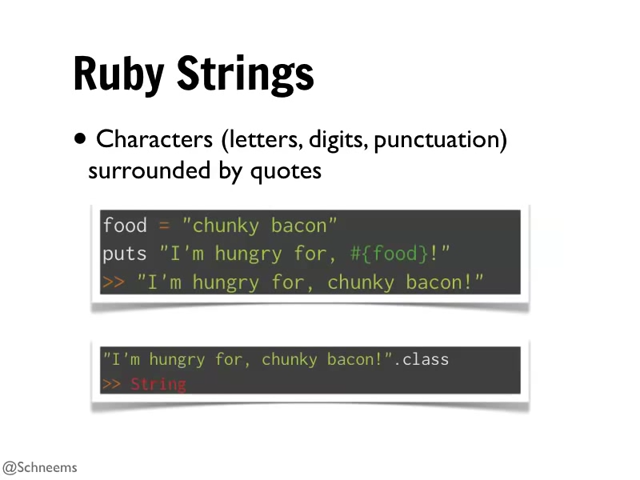 Ruby Strings
• Characters (letters, digits, punctuation)
surrounded by quotes
food = "chunky bacon"
puts "I'm hungry for, #{food}!"
>> "I'm hungry for, chunky bacon!"
"I'm hungry for, chunky bacon!".class
>> String
@Schneems